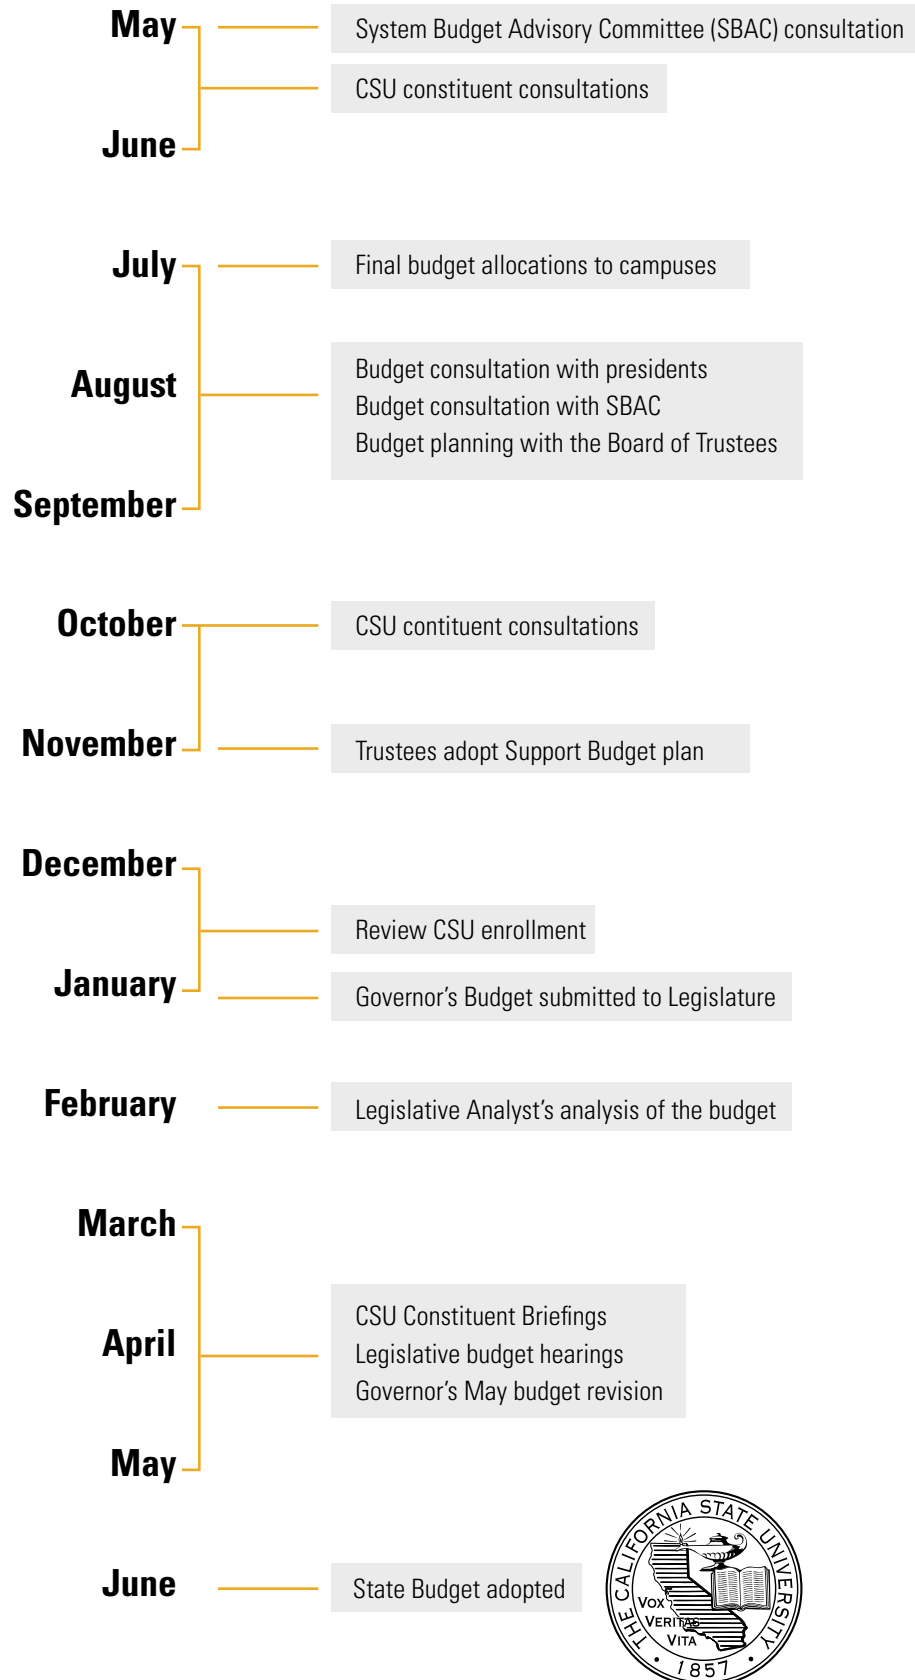 May
System Budget Advisory Committee (SBAC) consultation
CSU constituent consultations
June
July
Final budget allocations to campuses
August
Budget consultation with presidents
Budget consultation with SBAC
Budget planning with the Board of Trustees
September
October
CSU contituent consultations
November
Trustees adopt Support Budget plan
December
Review CSU enrollment
January
Governor’s Budget submitted to Legislature
February
Legislative Analyst’s analysis of the budget
March
CSU Constituent Briefings
April
Legislative budget hearings
Governor’s May budget revision
May
June
State Budget adopted
THE CALIFORNIA STATE UNIVERSITY
VOX
VERITAS
VITA
• 1857 •